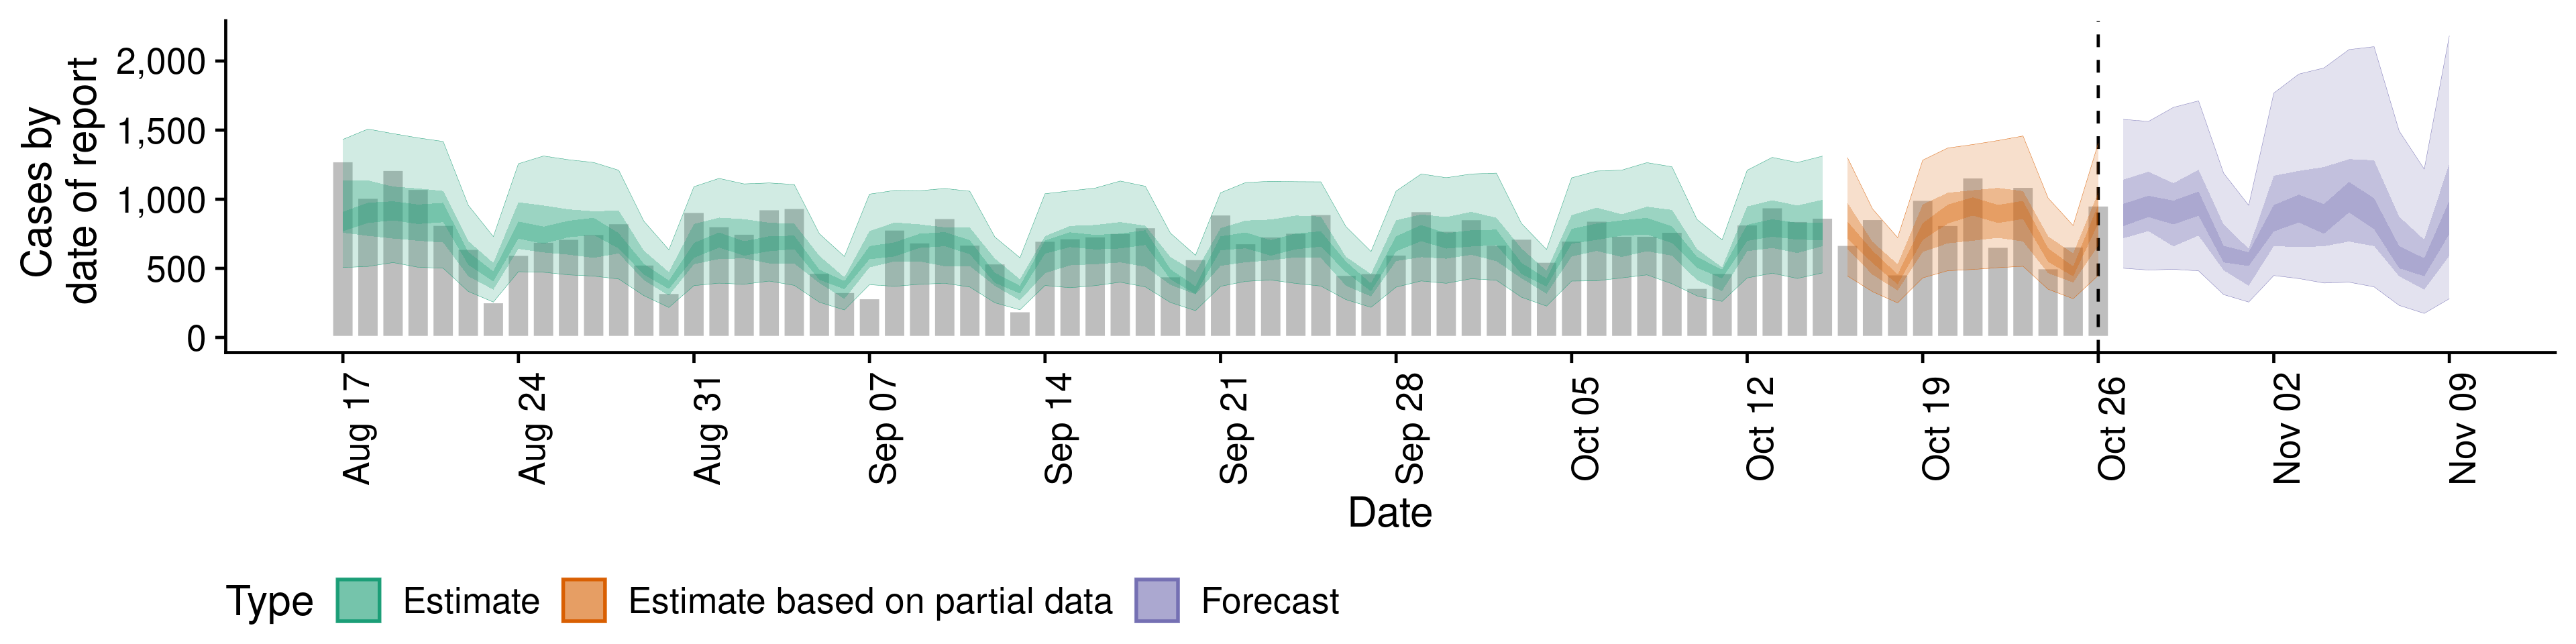 Cases by
date of report
2,000
1,500
1,000
500
0
Aug 17
Aug 24
Aug 31
Sep 07
Sep 14
Sep 21
Sep 28
Oct 05
Oct 12
Oct 19
Oct 26
Nov 02
Nov 09
Date
Type Estimate Estimate based on partial data Forecast